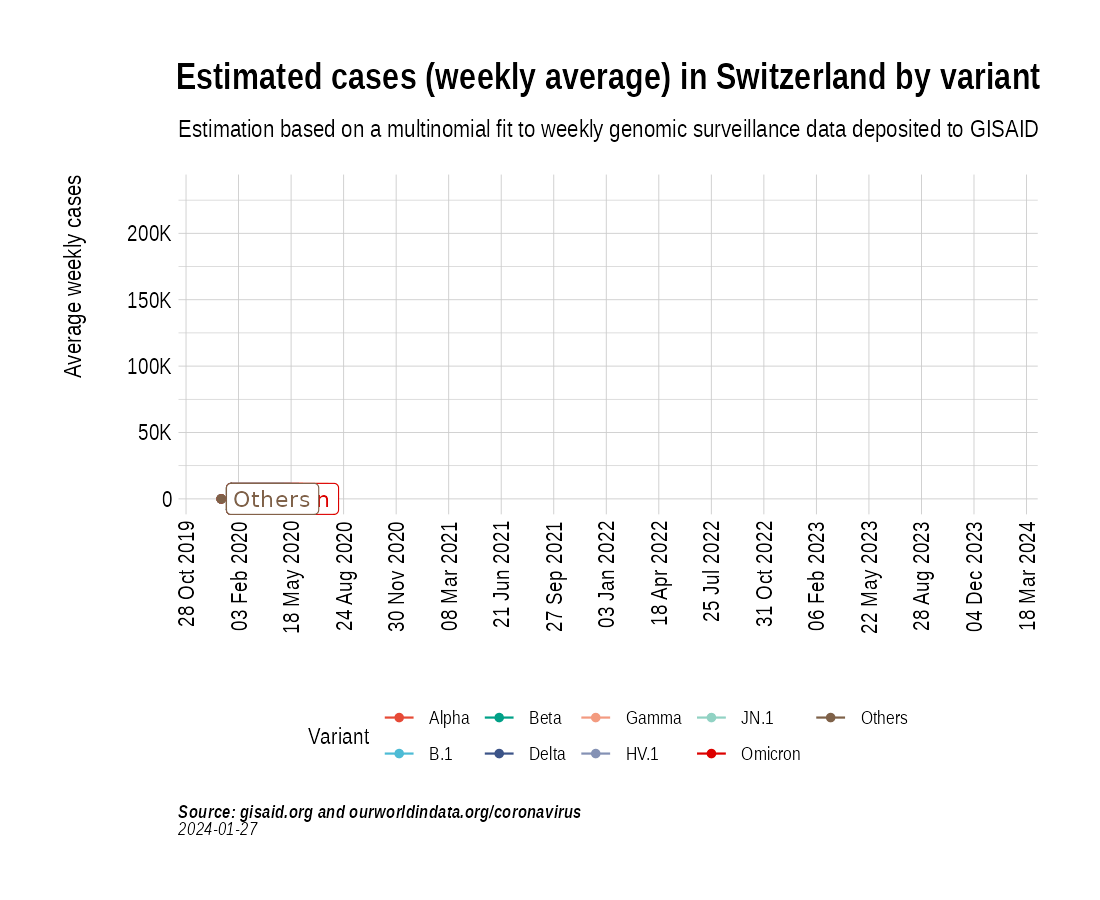 Estimated cases (weekly average) in Switzerland by variant
Estimation based on a multinomial fit to weekly genomic surveillance data deposited to GISAID
Average weekly cases
200K
150K
100K
50K
0
Others
n
28 Oct 2019
03 Feb 2020
18 May 2020
24 Aug 2020
30 Nov 2020
08 Mar 2021
21 Jun 2021
27 Sep 2021
03 Jan 2022
18 Apr 2022
25 Jul 2022
31 Oct 2022
06 Feb 2023
22 May 2023
28 Aug 2023
04 Dec 2023
18 Mar 2024
Variant
Alpha
Beta
Gamma
JN.1
Others
B.1
Delta
HV.1
Omicron
Source: gisaid.org and ourworldindata.org/coronavirus
2024-01-27